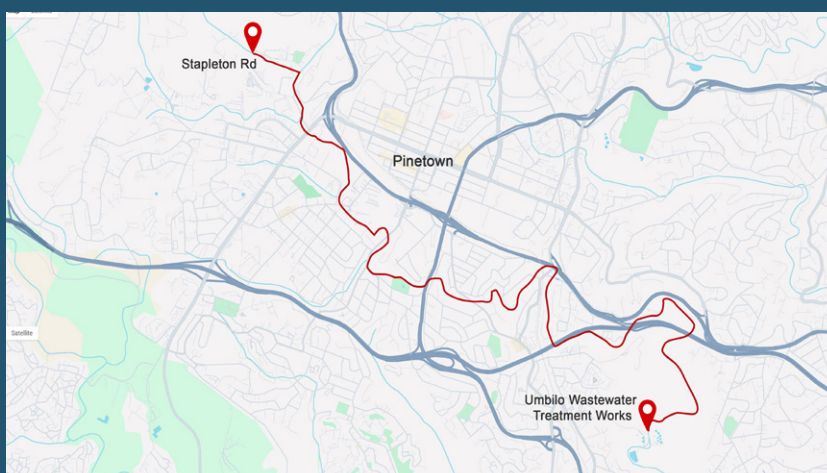 Stapleton Rd
Pinetown
Satellite
Umbilo Wastewater
Treatment Works